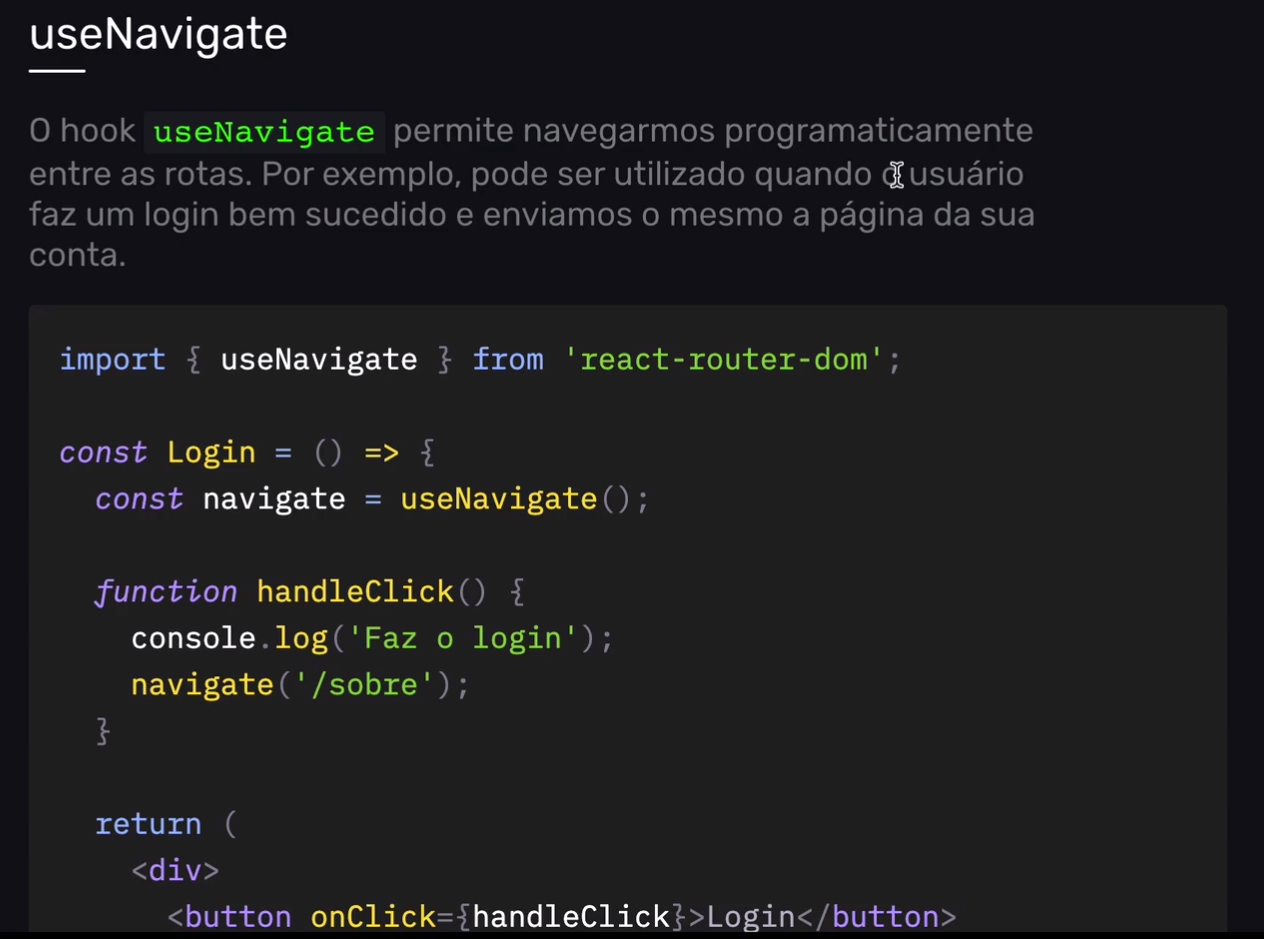 useNavigate
O hook useNavigate permite navegarmos programaticamente
entre as rotas. Por exemplo, pode ser utilizado quando o usuário
faz um login bem sucedido e enviamos o mesmo a página da sua
conta.
import { useNavigate } from 'react-router-dom';
const Login = () => {
  const navigate = useNavigate();
  function handleClick() {
    console.log('Faz o login');
    navigate('/sobre');
  }
  return (
    <div>
      <button onClick={handleClick}>Login</button>